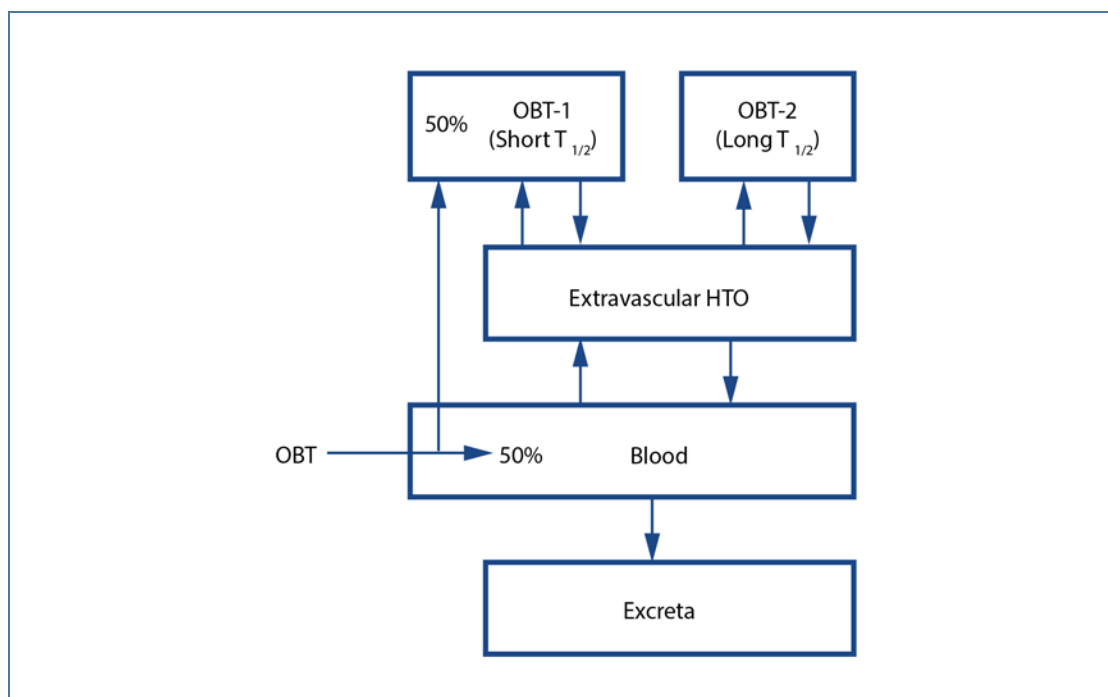 50%
OBT-1
(Short T 1/2)
OBT-2
(Long T 1/2)
Extravascular HTO
OBT
50%
Blood
Excreta